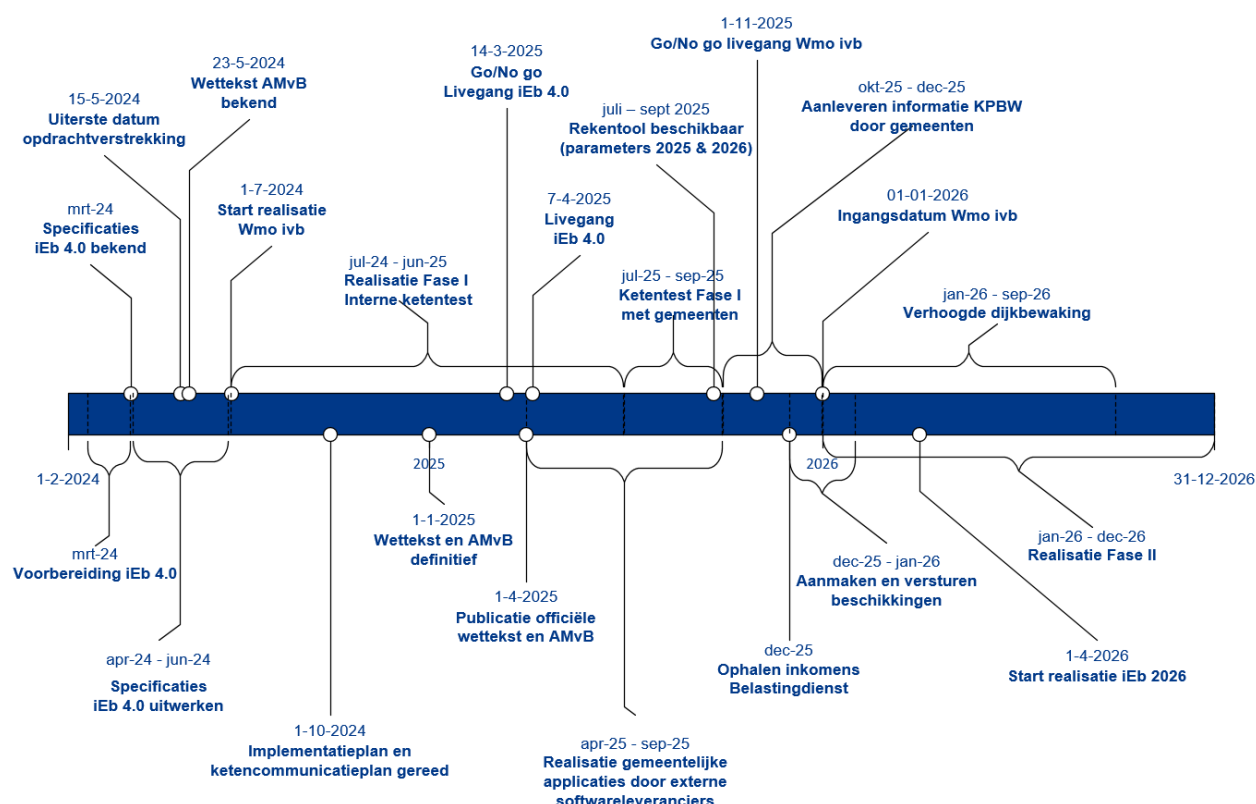 1-11-2025
Go/No go livegang Wmo ivb
14-3-2025
Go/No go
Livegang iEb 4.0
23-5-2024
Wettekst AMvB
bekend
okt-25 - dec-25
Aanleveren informatie KPBW
door gemeenten
15-5-2024
Uiterste datum
opdrachtverstrekking
juli – sept 2025
Rekentool beschikbaar
(parameters 2025 & 2026)
1-7-2024
Start realisatie
Wmo ivb
7-4-2025
Livegang
iEb 4.0
01-01-2026
Ingangsdatum Wmo ivb
mrt-24
Specificaties
iEb 4.0 bekend
jul-24 - jun-25
Realisatie Fase I
Interne ketentest
jul-25 - sep-25
Ketentest Fase I
met gemeenten
jan-26 - sep-26
Verhoogde dijkbewaking
1-2-2024
2025
2026
31-12-2026
mrt-24
Voorbereiding iEb 4.0
1-1-2025
Wettekst en AMvB
definitief
jan-26 - dec-26
Realisatie Fase II
dec-25 - jan-26
Aanmaken en versturen
beschikkingen
1-4-2025
Publicatie officiële
wettekst en AMvB
apr-24 - jun-24
Specificaties
iEb 4.0 uitwerken
dec-25
Ophalen inkomens
Belastingdienst
1-4-2026
Start realisatie iEb 2026
1-10-2024
Implementatieplan en
ketencommunicatieplan gereed
apr-25 - sep-25
Realisatie gemeentelijke
applicaties door externe
softwareleveranciers